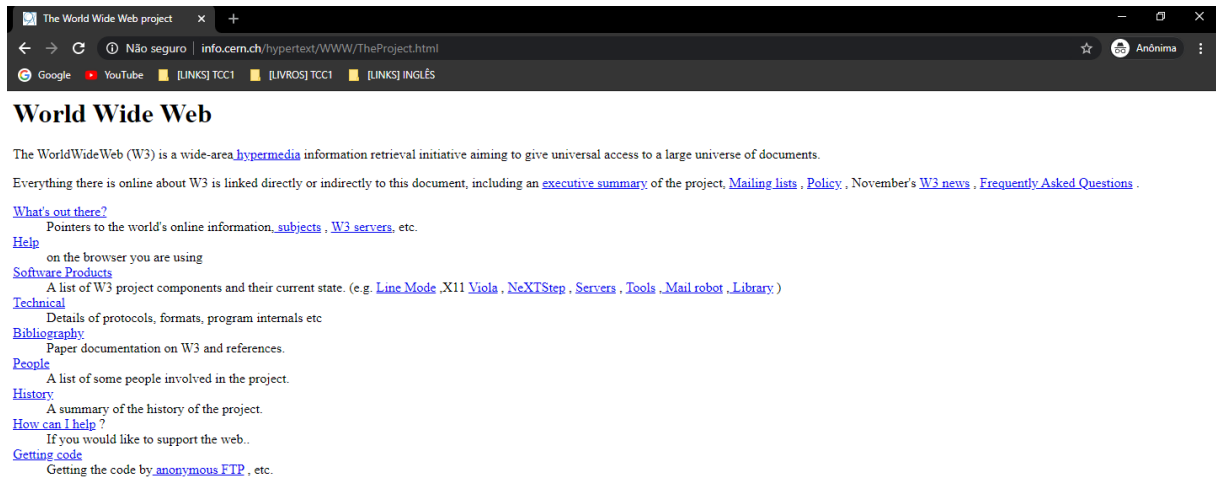 The World Wide Web project
Não seguro | info.cern.ch/hypertext/WWW/TheProject.html Anônima
Google YouTube [LINKS] TCC1 [LIVROS] TCC1 [LINKS] INGLÊS
World Wide Web
The WorldWideWeb (W3) is a wide-area hypermedia information retrieval initiative aiming to give universal access to a large universe of documents.
Everything there is online about W3 is linked directly or indirectly to this document, including an executive summary of the project, Mailing lists , Policy , November's W3 news , Frequently Asked Questions .
What's out there?
Pointers to the world's online information, subjects , W3 servers, etc.
Help
on the browser you are using
Software Products
A list of W3 project components and their current state. (e.g. Line Mode ,X11 Viola , NeXTStep , Servers , Tools , Mail robot , Library )
Technical
Details of protocols, formats, program internals etc
Bibliography
Paper documentation on W3 and references.
People
A list of some people involved in the project.
History
A summary of the history of the project.
How can I help ?
If you would like to support the web..
Getting code
Getting the code by anonymous FTP , etc.